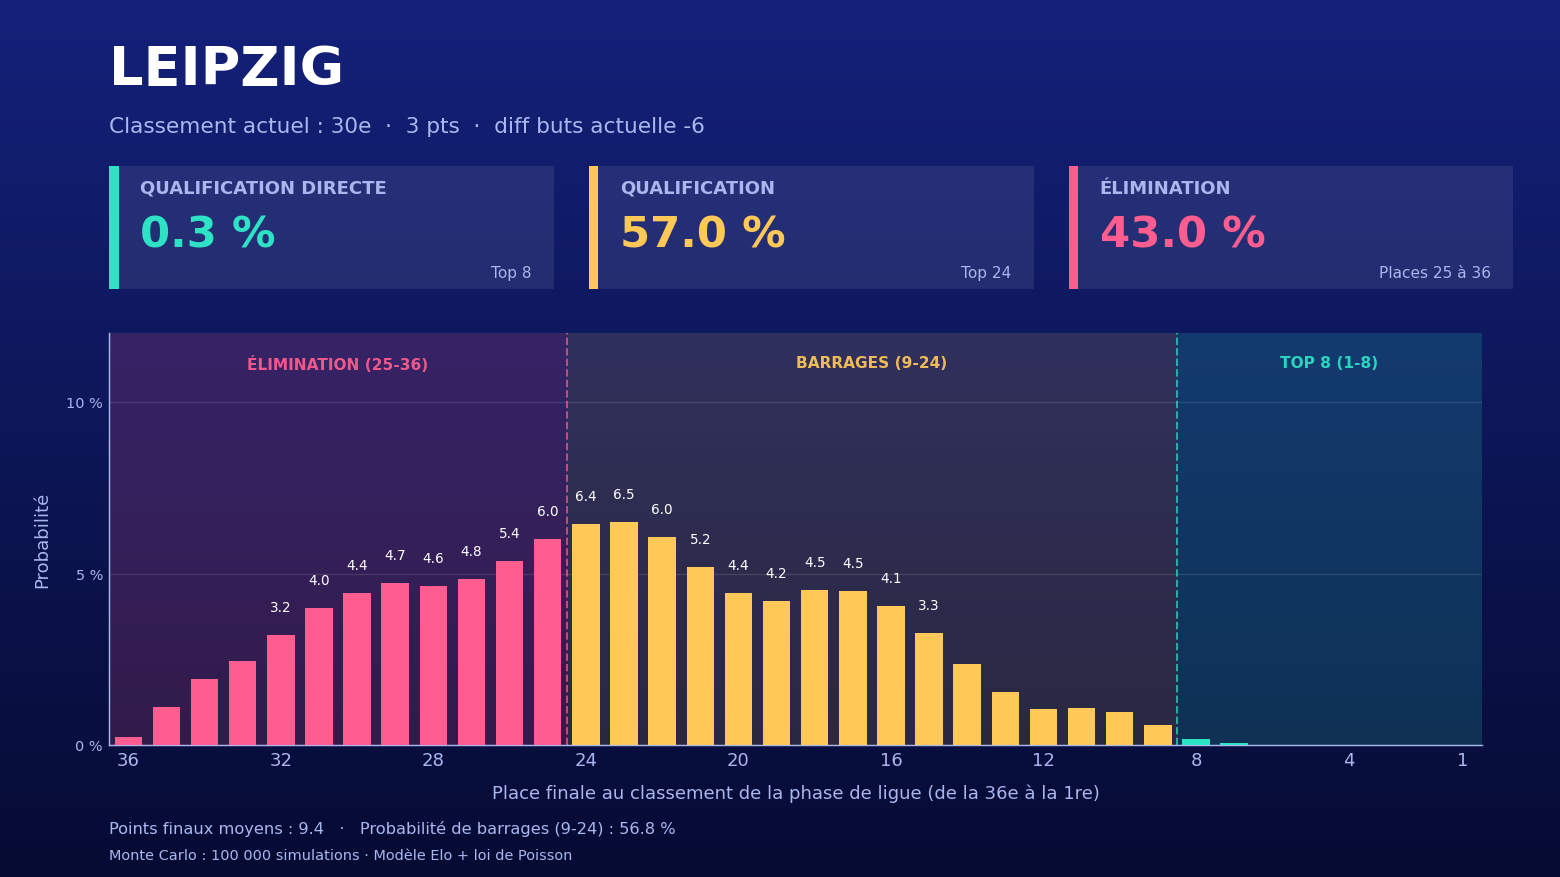 LEIPZIG
Classement actuel : 30e · 3 pts · diff buts actuelle -6
QUALIFICATION DIRECTE
0.3 %
Top 8
QUALIFICATION
57.0 %
Top 24
ÉLIMINATION
43.0 %
Places 25 à 36
ÉLIMINATION (25-36)
BARRAGES (9-24)
TOP 8 (1-8)
Probabilité
10 %
5 %
0 %
3.2
4.0
4.4
4.7
4.6
4.8
5.4
6.0
6.4
6.5
6.0
5.2
4.4
4.2
4.5
4.5
4.1
3.3
36 32 28 24 20 16 12 8 4 1
Place finale au classement de la phase de ligue (de la 36e à la 1re)
Points finaux moyens : 9.4 · Probabilité de barrages (9-24) : 56.8 %
Monte Carlo : 100 000 simulations · Modèle Elo + loi de Poisson